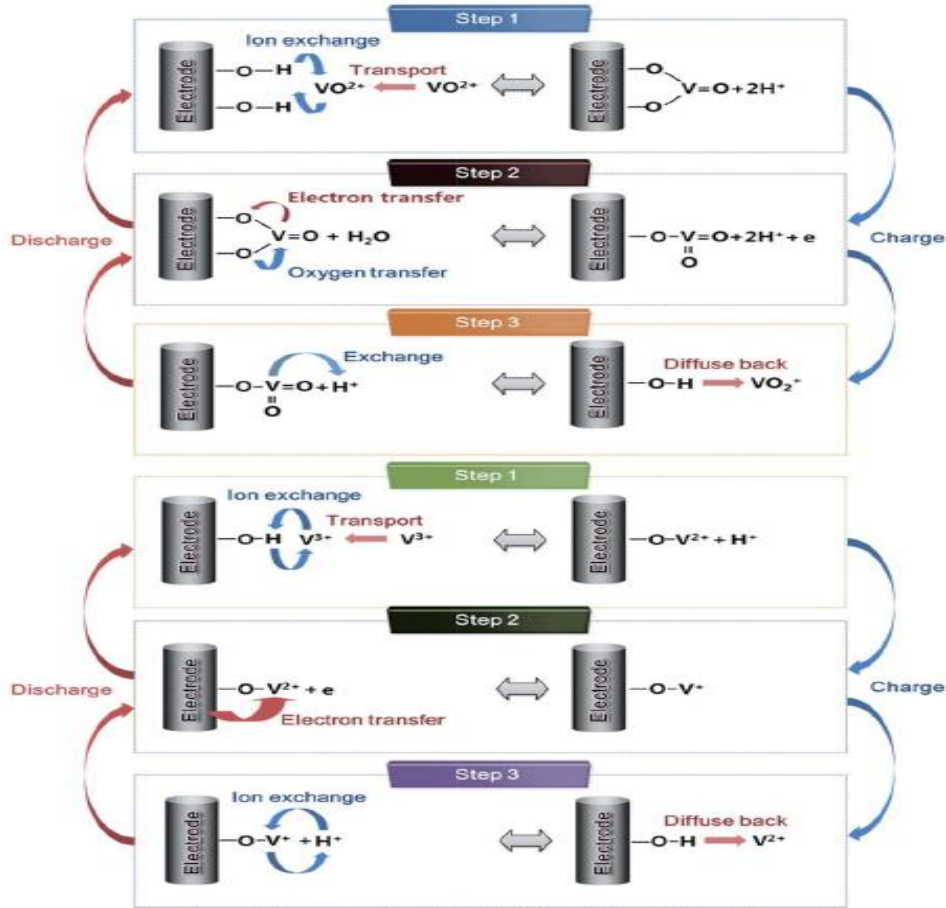 Step 1
Ion exchange
Electrode
–O–H
–O–H
VO²⁺
Transport
VO²⁺
Electrode
–O
–O
V=O+2H⁺
Step 2
Electrode
–O
–O
V=O + H₂O
Electron transfer
Oxygen transfer
Electrode
–O–V=O+2H⁺+ e
=
O
Discharge
Charge
Step 3
Electrode
–O–V=O+H⁺
=
O
Exchange
Electrode
–O–H
Diffuse back
VO₂⁺
Step 1
Ion exchange
Electrode
–O–H V³⁺
Transport
V³⁺
Electrode
–O–V²⁺ + H⁺
Step 2
Electrode
–O–V²⁺ + e
Electron transfer
Electrode
–O–V⁺
Discharge
Charge
Step 3
Ion exchange
Electrode
–O–V⁺ + H⁺
Electrode
–O–H
Diffuse back
V²⁺